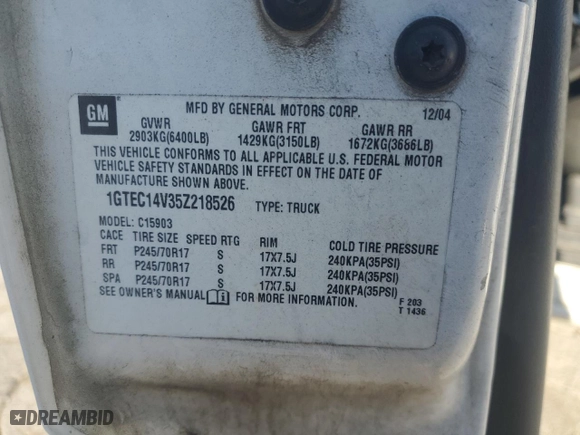 GM
MFD BY GENERAL MOTORS CORP. 12/04
GVWR GAWR FRT GAWR RR
2903KG(6400LB) 1429KG(3150LB) 1672KG(3666LB)
THIS VEHICLE CONFORMS TO ALL APPLICABLE U.S. FEDERAL MOTOR
VEHICLE SAFETY STANDARDS IN EFFECT ON THE DATE OF
MANUFACTURE SHOWN ABOVE.
1GTEC14V35Z218526 TYPE: TRUCK
MODEL: C15903
CACE TIRE SIZE SPEED RTG RIM COLD TIRE PRESSURE
FRT P245/70R17 S 17X7.5J 240KPA(35PSI)
RR P245/70R17 S 17X7.5J 240KPA(35PSI)
SPA P245/70R17 S 17X7.5J 240KPA(35PSI)
SEE OWNER'S MANUAL FOR MORE INFORMATION.
F 203
T 1436
DREAMBID